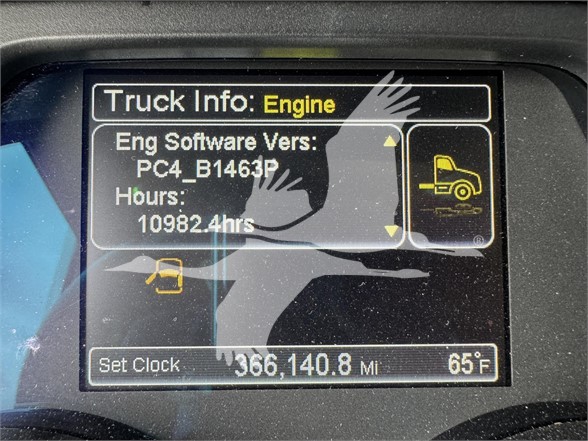 Truck Info: Engine
Eng Software Vers:
PC4_B1463P
Hours:
10982.4hrs
®
Set Clock 366,140.8 Mi 65°F